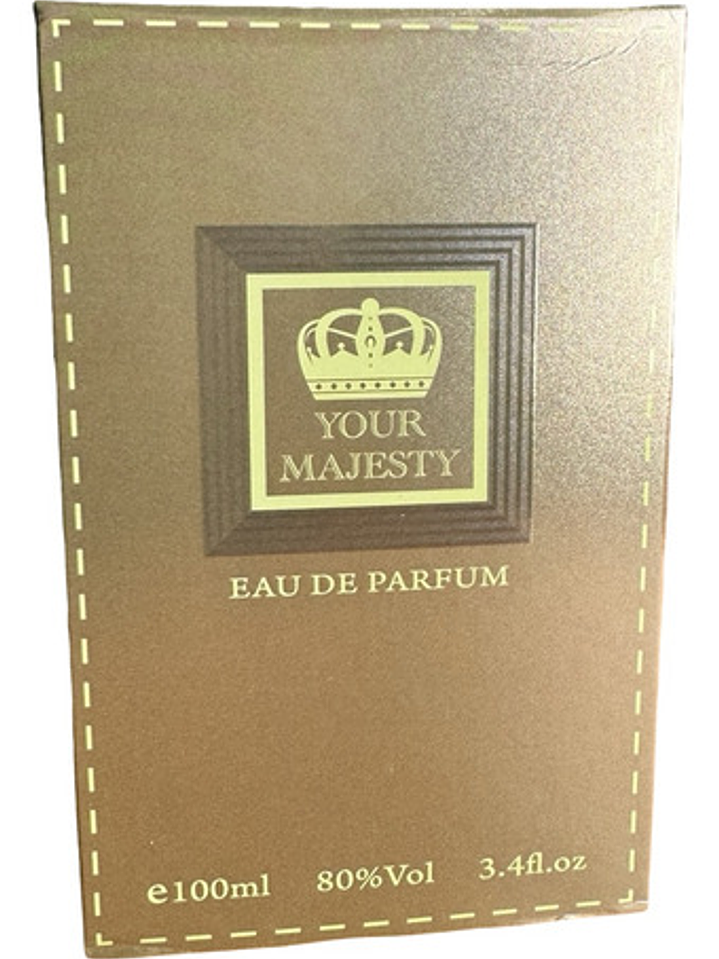 YOUR
MAJESTY
EAU DE PARFUM
e100ml 80%Vol 3.4fl.oz